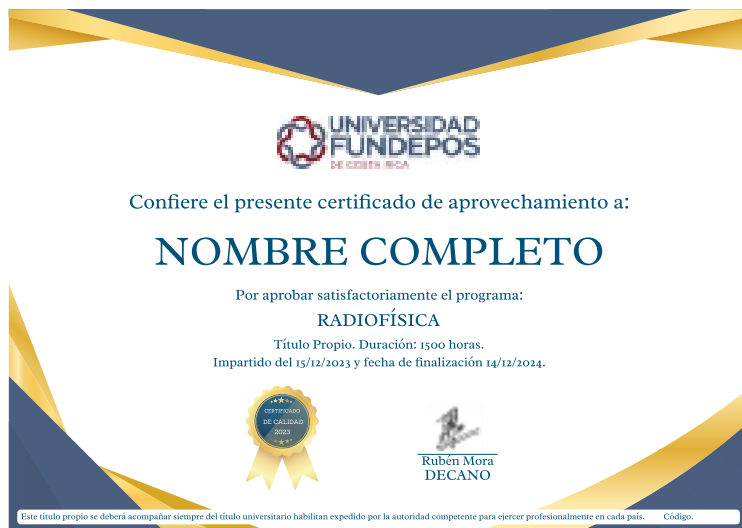 UNIVERSIDAD
FUNDEPOS
DE COSTA RICA
Confiere el presente certificado de aprovechamiento a:
NOMBRE COMPLETO
Por aprobar satisfactoriamente el programa:
RADIOFÍSICA
Título Propio. Duración: 1500 horas.
Impartido del 15/12/2023 y fecha de finalización 14/12/2024.
CERTIFICADO
DE CALIDAD
2023
Rubén Mora
DECANO
Este título propio se deberá acompañar siempre del título universitario habilitan expedido por la autoridad competente para ejercer profesionalmente en cada país. Código.